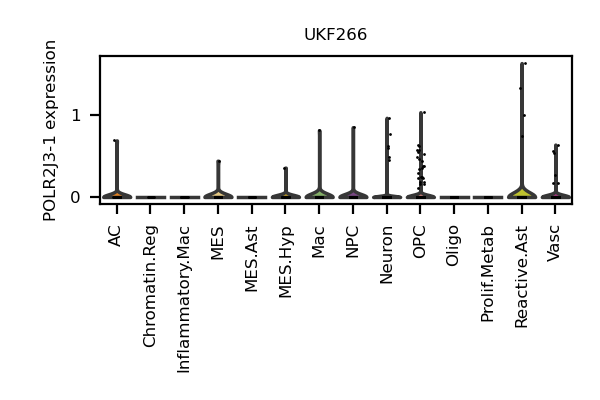 UKF266
POLR2J3-1 expression
1
0
AC
Chromatin.Reg
Inflammatory.Mac
MES
MES.Ast
MES.Hyp
Mac
NPC
Neuron
OPC
Oligo
Prolif.Metab
Reactive.Ast
Vasc